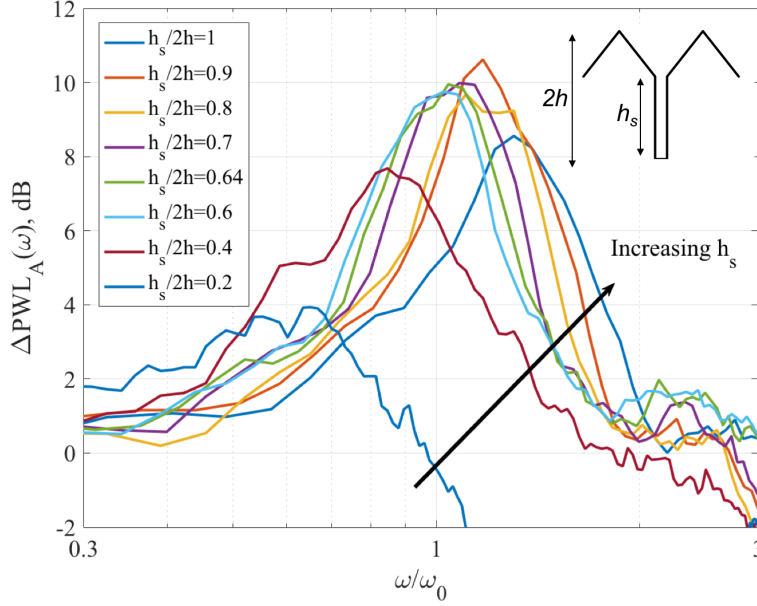 12
10
8
6
4
2
0
-2
0.3
1
3
ΔPWL_A(ω), dB
ω/ω_0
h_s/2h=1
h_s/2h=0.9
h_s/2h=0.8
h_s/2h=0.7
h_s/2h=0.64
h_s/2h=0.6
h_s/2h=0.4
h_s/2h=0.2
2h
h_s
Increasing h_s